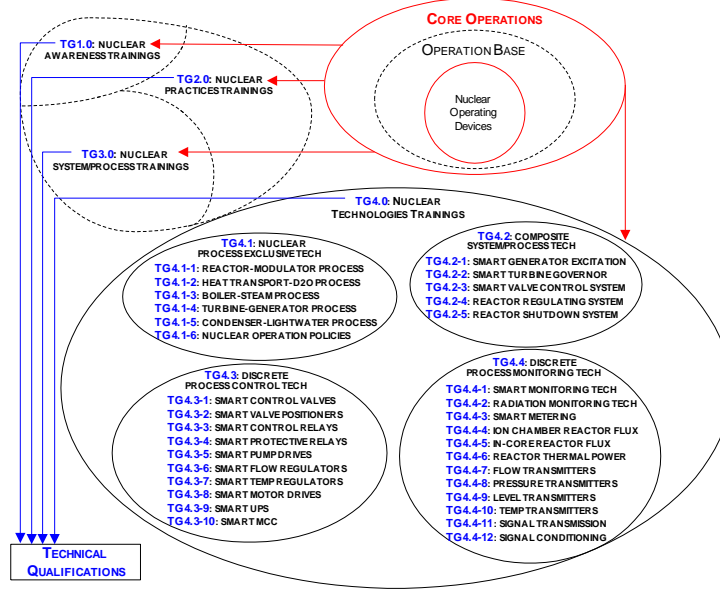 CORE OPERATIONS
OPERATION BASE
Nuclear
Operating
Devices
TG1.0: NUCLEAR
AWARENESS TRAININGS
TG2.0: NUCLEAR
PRACTICES TRAININGS
TG3.0: NUCLEAR
SYSTEM/PROCESS TRAININGS
TG4.0: NUCLEAR
TECHNOLOGIES TRAININGS
TG4.1: NUCLEAR
PROCESS EXCLUSIVE TECH
TG4.1-1: REACTOR-MODULATOR PROCESS
TG4.1-2: HEAT TRANSPORT-D2O PROCESS
TG4.1-3: BOILER-STEAM PROCESS
TG4.1-4: TURBINE-GENERATOR PROCESS
TG4.1-5: CONDENSER-LIGHTWATER PROCESS
TG4.1-6: NUCLEAR OPERATION POLICIES
TG4.2: COMPOSITE
SYSTEM/PROCESS TECH
TG4.2-1: SMART GENERATOR EXCITATION
TG4.2-2: SMART TURBINE GOVERNOR
TG4.2-3: SMART VALVE CONTROL SYSTEM
TG4.2-4: REACTOR REGULATING SYSTEM
TG4.2-5: REACTOR SHUTDOWN SYSTEM
TG4.3: DISCRETE
PROCESS CONTROL TECH
TG4.3-1: SMART CONTROL VALVES
TG4.3-2: SMART VALVE POSITIONERS
TG4.3-3: SMART CONTROL RELAYS
TG4.3-4: SMART PROTECTIVE RELAYS
TG4.3-5: SMART PUMP DRIVES
TG4.3-6: SMART FLOW REGULATORS
TG4.3-7: SMART TEMP REGULATORS
TG4.3-8: SMART MOTOR DRIVES
TG4.3-9: SMART UPS
TG4.3-10: SMART MCC
TG4.4: DISCRETE
PROCESS MONITORING TECH
TG4.4-1: SMART MONITORING TECH
TG4.4-2: RADIATION MONITORING TECH
TG4.4-3: SMART METERING
TG4.4-4: ION CHAMBER REACTOR FLUX
TG4.4-5: IN-CORE REACTOR FLUX
TG4.4-6: REACTOR THERMAL POWER
TG4.4-7: FLOW TRANSMITTERS
TG4.4-8: PRESSURE TRANSMITTERS
TG4.4-9: LEVEL TRANSMITTERS
TG4.4-10: TEMP TRANSMITTERS
TG4.4-11: SIGNAL TRANSMISSION
TG4.4-12: SIGNAL CONDITIONING
TECHNICAL
QUALIFICATIONS